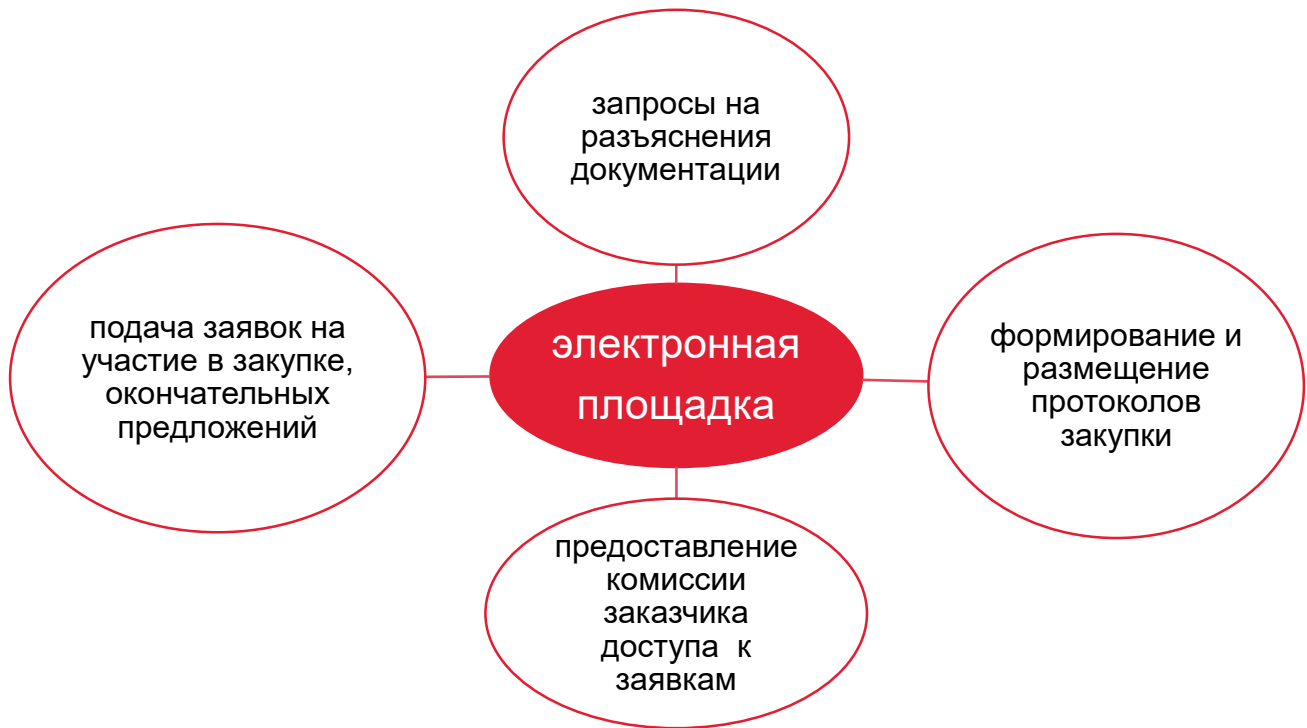 запросы на
разъяснения
документации
подача заявок на
участие в закупке,
окончательных
предложений
электронная
площадка
формирование и
размещение
протоколов
закупки
предоставление
комиссии
заказчика
доступа  к
заявкам